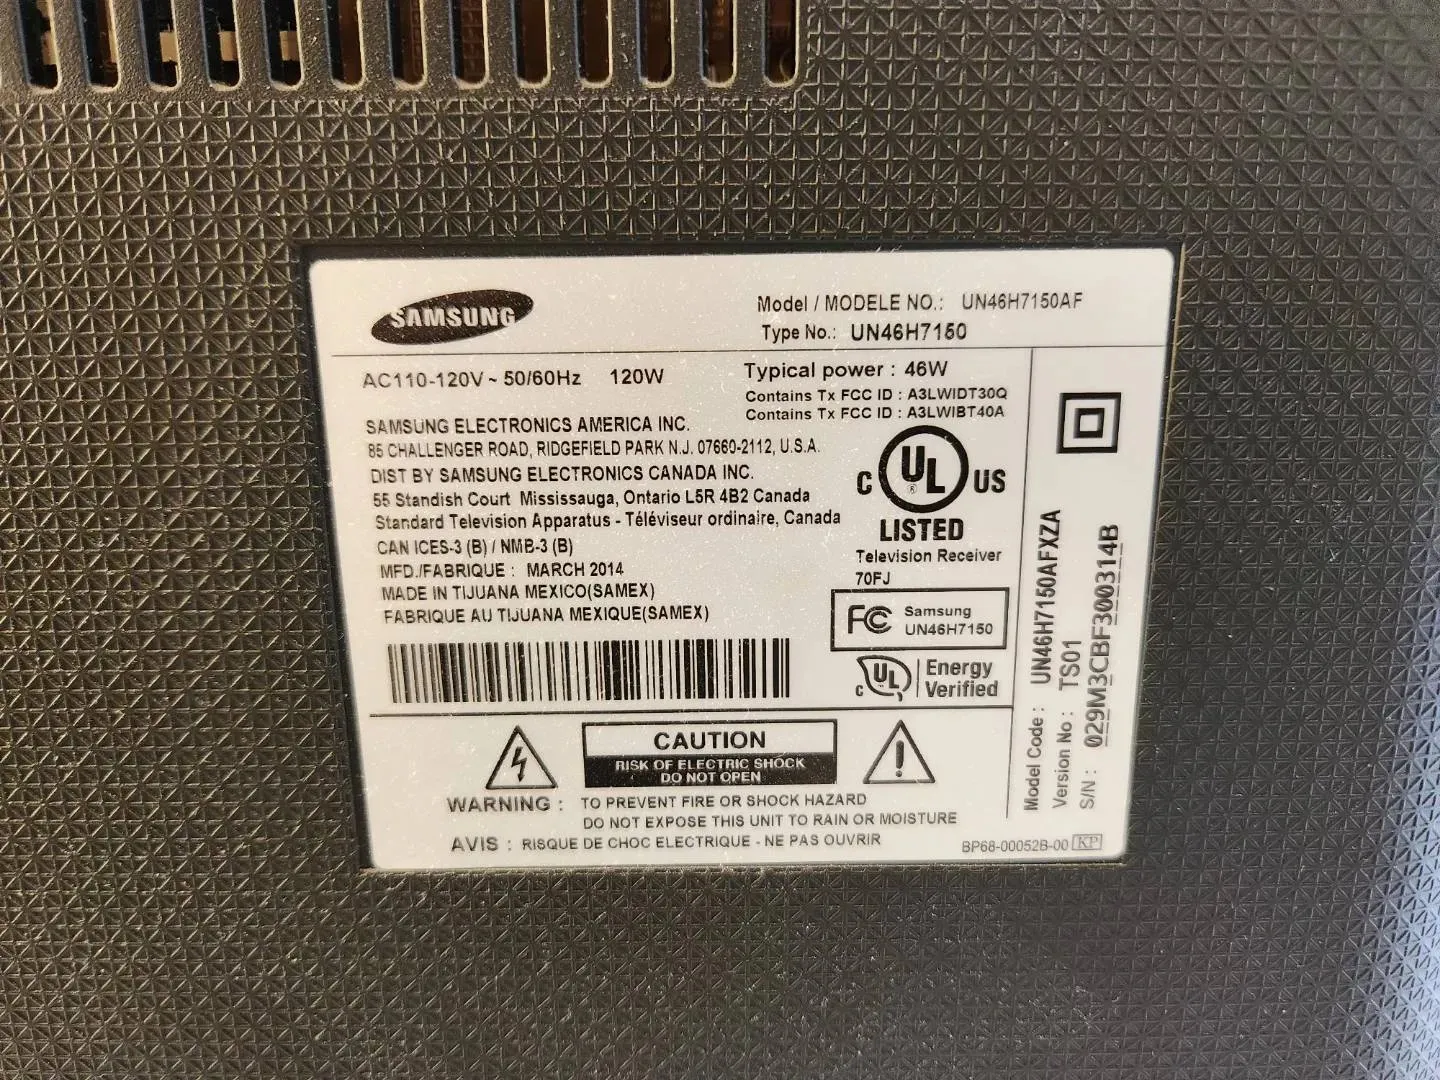 SAMSUNG
Model / MODELE NO.: UN46H7150AF
Type No.: UN46H7150
AC110-120V ~ 50/60Hz 120W
Typical power : 46W
Contains Tx FCC ID : A3LWIDT30Q
Contains Tx FCC ID : A3LWIBT40A
SAMSUNG ELECTRONICS AMERICA INC.
85 CHALLENGER ROAD, RIDGEFIELD PARK N.J. 07660-2112, U.S.A.
DIST BY SAMSUNG ELECTRONICS CANADA INC.
55 Standish Court Mississauga, Ontario L5R 4B2 Canada
Standard Television Apparatus - Téléviseur ordinaire, Canada
CAN ICES-3 (B) / NMB-3 (B)
MFD./FABRIQUE : MARCH 2014
MADE IN TIJUANA MEXICO(SAMEX)
FABRIQUE AU TIJUANA MEXIQUE(SAMEX)
C UL ® US
LISTED
Television Receiver
70FJ
FC Samsung
UN46H7150
c UL Energy
Verified
CAUTION
RISK OF ELECTRIC SHOCK
DO NOT OPEN
WARNING : TO PREVENT FIRE OR SHOCK HAZARD
DO NOT EXPOSE THIS UNIT TO RAIN OR MOISTURE
AVIS : RISQUE DE CHOC ELECTRIQUE - NE PAS OUVRIR
BP68-00052B-00 KP
Model Code : UN46H7150AFXZA
Version No : TS01
S/N : 029M3CBF300314B